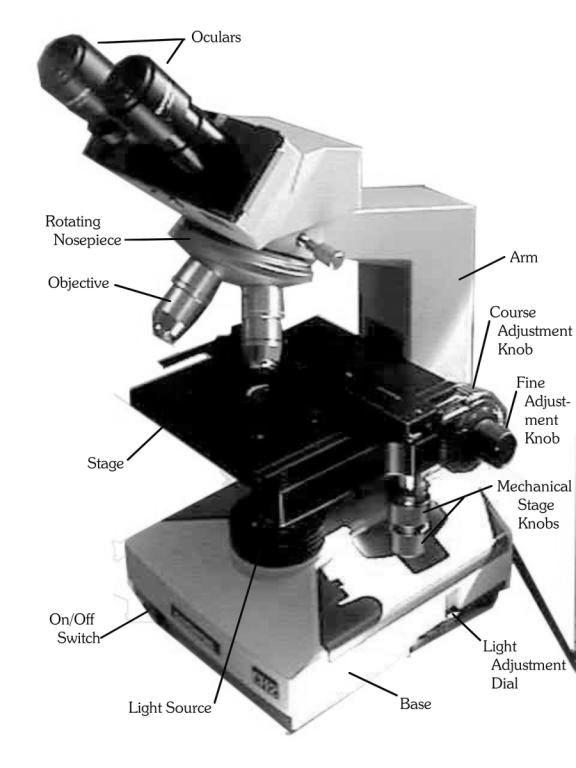 Oculars
Rotating
Nosepiece
Objective
Arm
Course
Adjustment
Knob
Fine
Adjust-
ment
Knob
Stage
Mechanical
Stage
Knobs
On/Off
Switch
Light
Adjustment
Dial
Light Source
Base